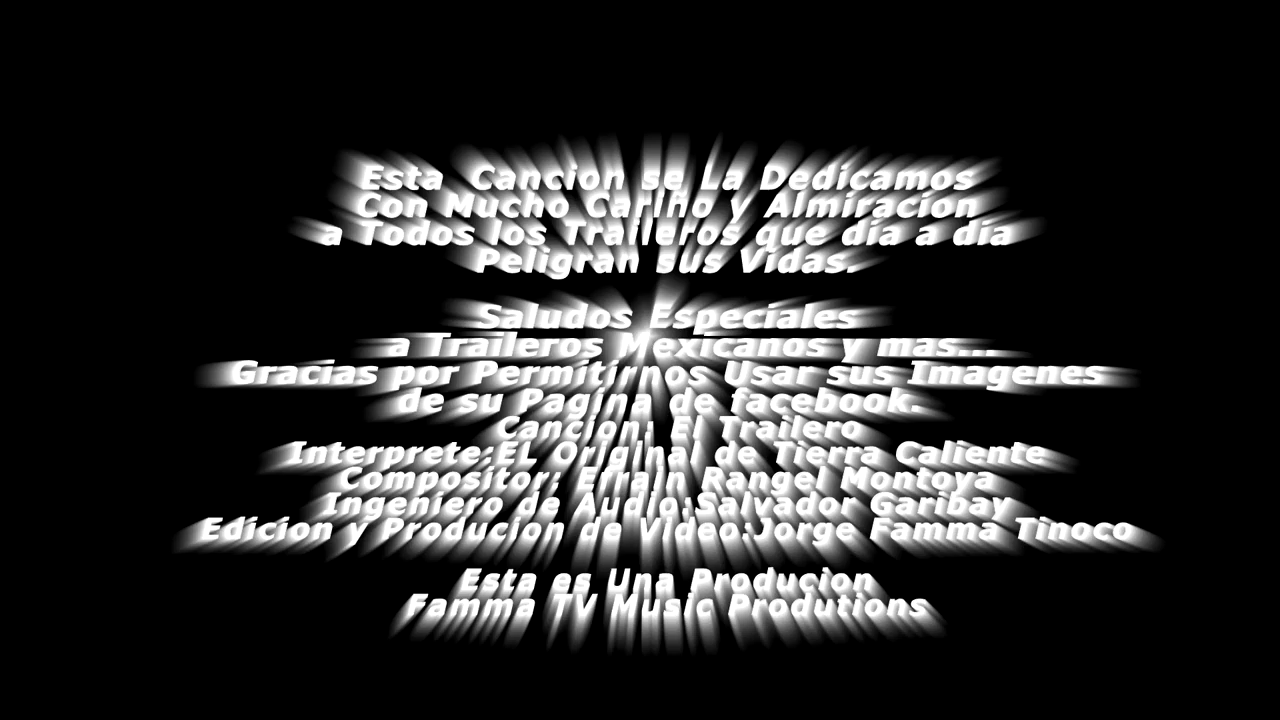 Esta Cancion se La Dedicamos
Con Mucho Cariño y Almiracion
a Todos los Traileros que día a día
Peligran sus Vidas.
Saludos Especiales
a Traileros Mexicanos y mas...
Gracias por Permitirnos Usar sus Imagenes
de su Pagina de facebook.
Cancion: El Trailero
Interprete:EL Original de Tierra Caliente
Compositor: Efrain Rangel Montoya
Ingeniero de Audio:Salvador Garibay
Edicion y Producion de Video:Jorge Famma Tinoco
Esta es Una Producion
Famma TV Music Produtions